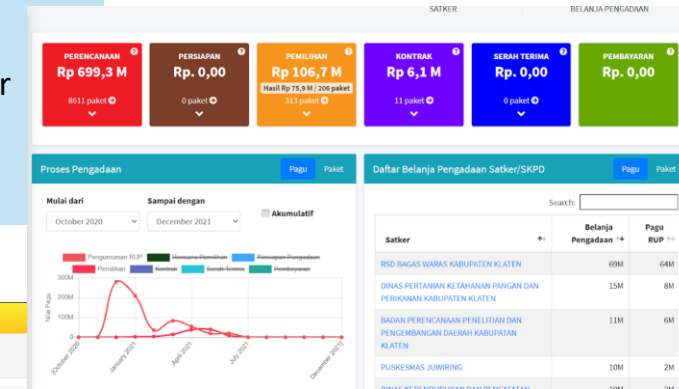 SATKER
BELANJA PENGADAAN
r
PERENCANAAN
Rp 699,3 M
8611 paket
PERSIAPAN
Rp. 0,00
0 paket
PEMILIHAN
Rp 106,7 M
Hasil Rp 75,9 M / 206 paket
313 paket
KONTRAK
Rp 6,1 M
11 paket
SERAH TERIMA
Rp. 0,00
0 paket
PEMBAYARAN
Rp. 0,00
Proses Pengadaan
Pagu
Paket
Mulai dari
October 2020
Sampai dengan
December 2021
Akumulatif
Pengumuman RUP
Rencana Pemilihan
Persiapan Pengadaan
Pemilihan
Kontrak
Serah Terima
Pembayaran
Nilai Pagu
300M
200M
100M
0
[October 2020
January 2021
April 2021
July 2021
December 2021]
Daftar Belanja Pengadaan Satker/SKPD
Pagu
Paket
Search:
Satker
Belanja Pengadaan
Pagu RUP
RSD BAGAS WARAS KABUPATEN KLATEN 69M 64M
DINAS PERTANIAN KETAHANAN PANGAN DAN 15M 8M
PERIKANAN KABUPATEN KLATEN
BADAN PERENCANAAN PENELITIAN DAN 11M 6M
PENGEMBANGAN DAERAH KABUPATAN
KLATEN
PUSKESMAS JUWIRING 10M 2M